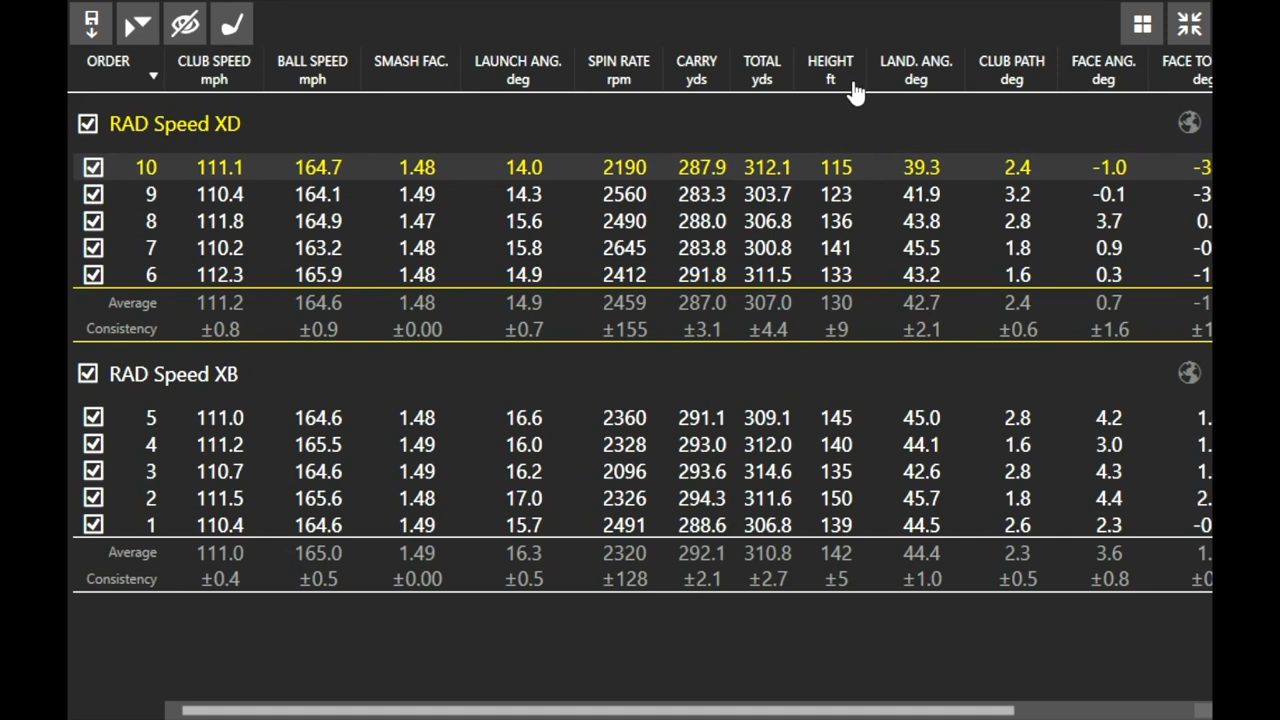 ORDER CLUB SPEED BALL SPEED SMASH FAC. LAUNCH ANG. SPIN RATE CARRY TOTAL HEIGHT LAND. ANG. CLUB PATH FACE ANG. FACE TO
mph mph deg rpm yds yds ft deg deg deg deg
RAD Speed XD
10 111.1 164.7 1.48 14.0 2190 287.9 312.1 115 39.3 2.4 -1.0 -3
9 110.4 164.1 1.49 14.3 2560 283.3 303.7 123 41.9 3.2 -0.1 -3
8 111.8 164.9 1.47 15.6 2490 288.0 306.8 136 43.8 2.8 3.7 0.
7 110.2 163.2 1.48 15.8 2645 283.8 300.8 141 45.5 1.8 0.9 -0
6 112.3 165.9 1.48 14.9 2412 291.8 311.5 133 43.2 1.6 0.3 -1
Average 111.2 164.6 1.48 14.9 2459 287.0 307.0 130 42.7 2.4 0.7 -1
Consistency ±0.8 ±0.9 ±0.00 ±0.7 ±155 ±3.1 ±4.4 ±9 ±2.1 ±0.6 ±1.6 ±1
RAD Speed XB
5 111.0 164.6 1.48 16.6 2360 291.1 309.1 145 45.0 2.8 4.2 1.
4 111.2 165.5 1.49 16.0 2328 293.0 312.0 140 44.1 1.6 3.0 1.
3 110.7 164.6 1.49 16.2 2096 293.6 314.6 135 42.6 2.8 4.3 1.
2 111.5 165.6 1.48 17.0 2326 294.3 311.6 150 45.7 1.8 4.4 2.
1 110.4 164.6 1.49 15.7 2491 288.6 306.8 139 44.5 2.6 2.3 -0
Average 111.0 165.0 1.49 16.3 2320 292.1 310.8 142 44.4 2.3 3.6 1.
Consistency ±0.4 ±0.5 ±0.00 ±0.5 ±128 ±2.1 ±2.7 ±5 ±1.0 ±0.5 ±0.8 ±0